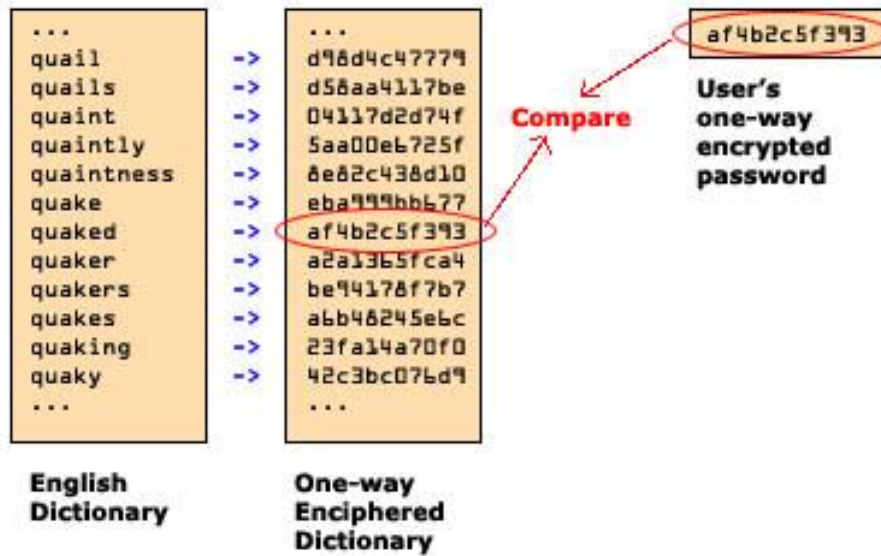 ...
quail -> d98d4c47779
quails -> d58aa4117be
quaint -> 04117d2d74f
quaintly -> 5aa00e6725f
quaintness -> 8e82c438d10
quake -> eba999bb677
quaked -> af4b2c5f393
quaker -> a2a1365fca4
quakers -> be94178f7b7
quakes -> a6b48245e6c
quaking -> 23fa14a70f0
quaky -> 42c3bc076d9
...
English
Dictionary
...
One-way
Enciphered
Dictionary
Compare
af4b2c5f393
User's
one-way
encrypted
password